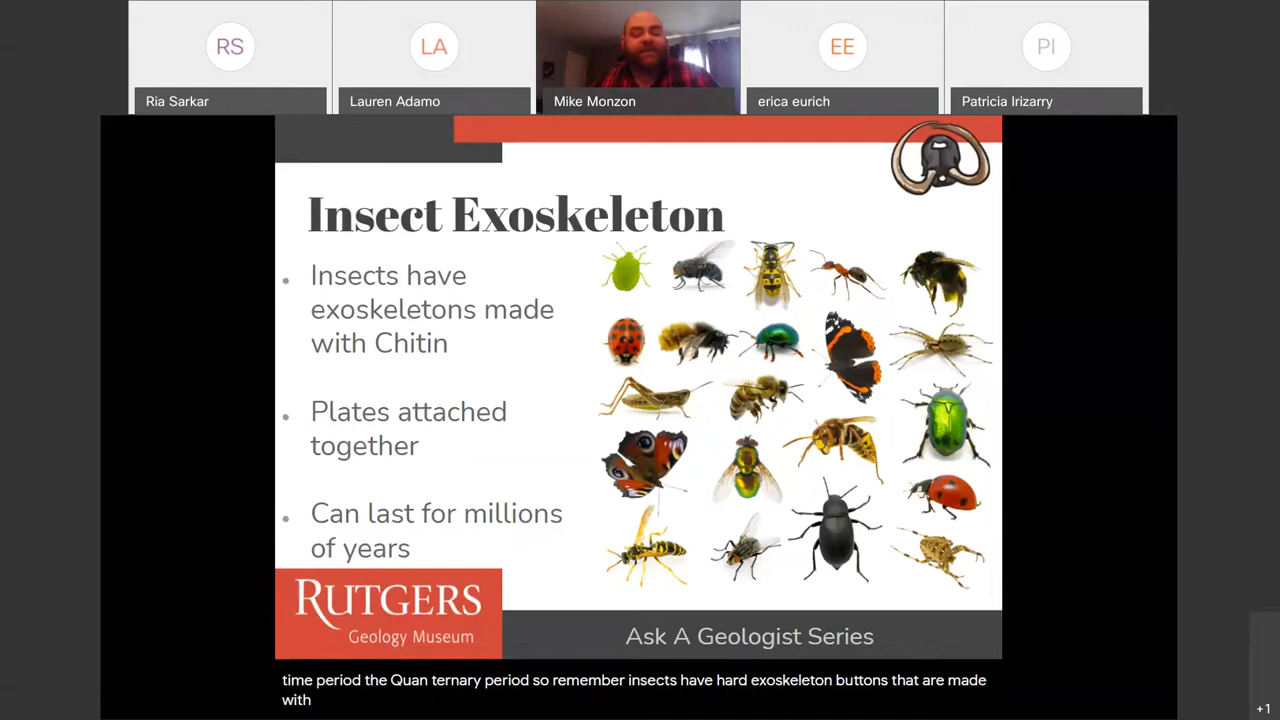 RS
LA
EE
PI
Ria Sarkar
Lauren Adamo
Mike Monzon
erica eurich
Patricia Irizarry
Insect Exoskeleton
• Insects have
exoskeletons made
with Chitin
• Plates attached
together
• Can last for millions
of years
RUTGERS
Geology Museum
Ask A Geologist Series
time period the Quan ternary period so remember insects have hard exoskeleton buttons that are made
with
+1